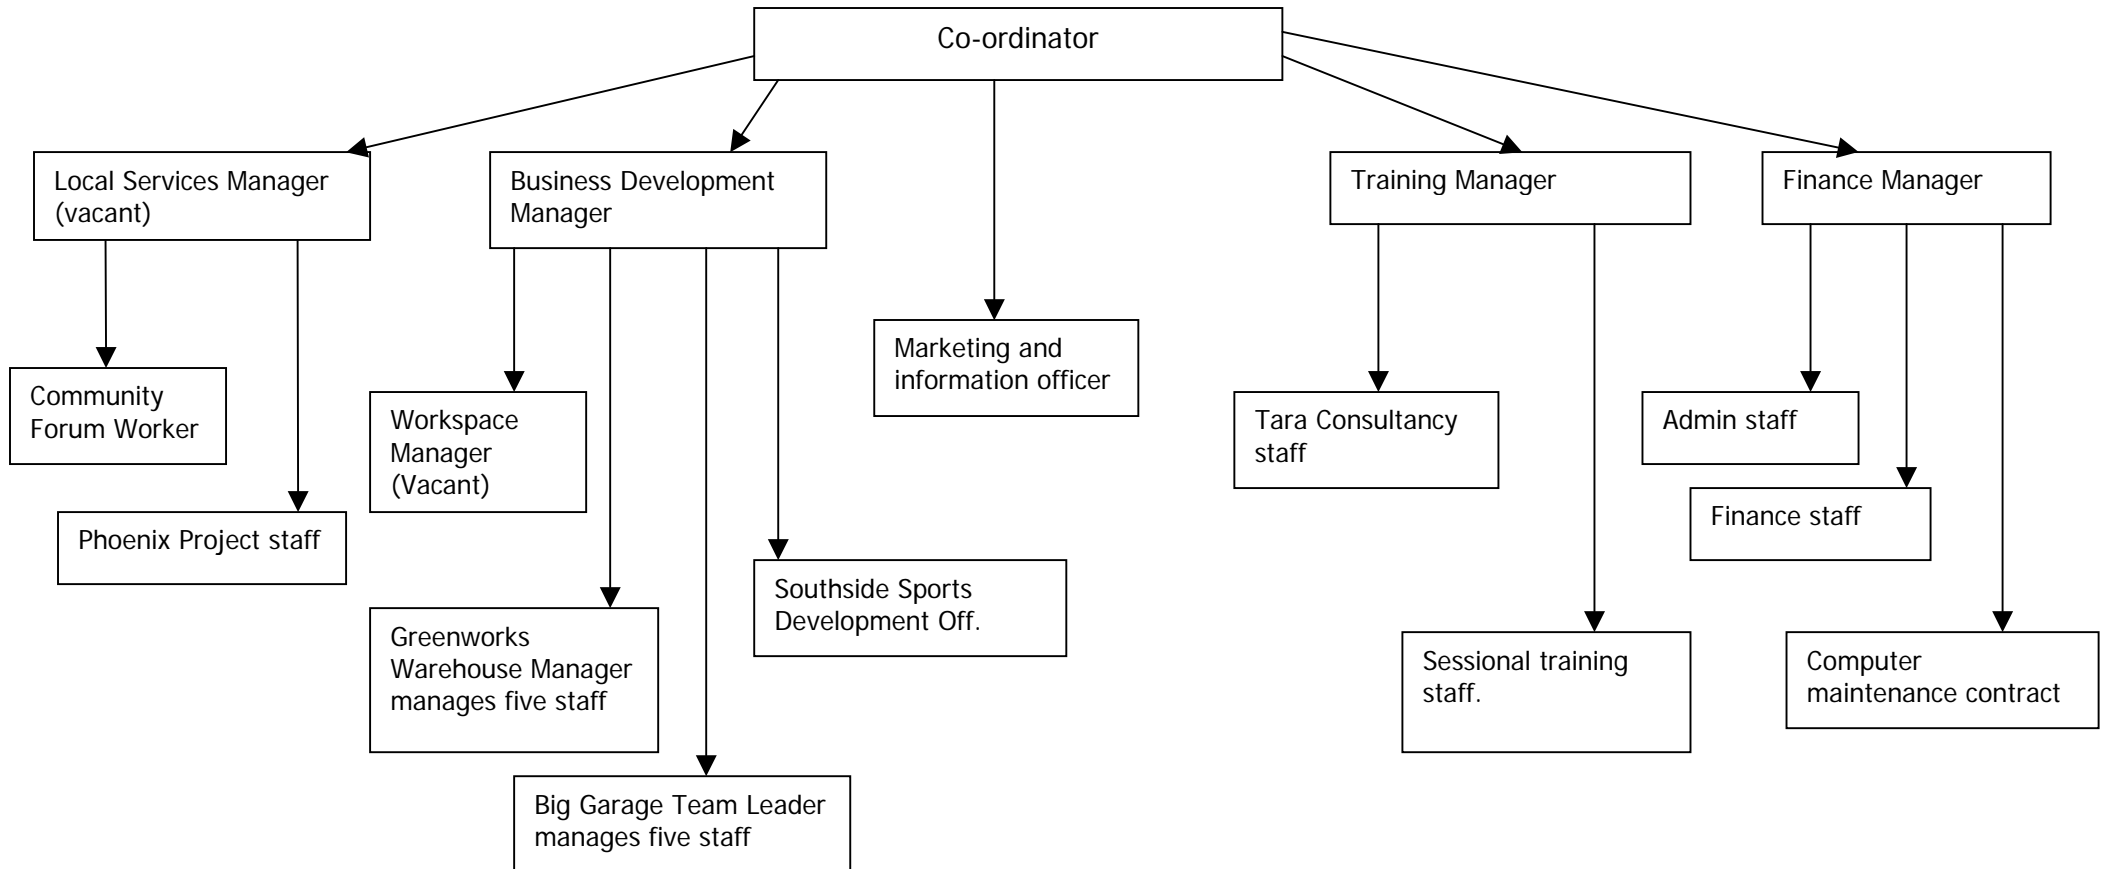 Co-ordinator
Local Services Manager
(vacant)
Business Development
Manager
Training Manager
Finance Manager
Marketing and
information officer
Community
Forum Worker
Workspace
Manager
(Vacant)
Tara Consultancy
staff
Admin staff
Phoenix Project staff
Finance staff
Southside Sports
Development Off.
Greenworks
Warehouse Manager
manages five staff
Sessional training
staff.
Computer
maintenance contract
Big Garage Team Leader
manages five staff